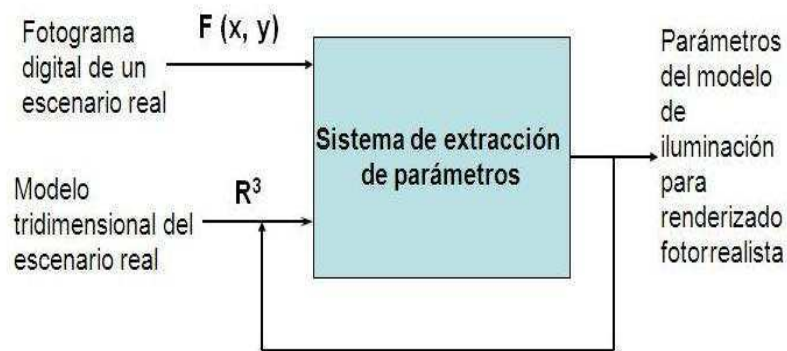 Fotograma
digital de un
escenario real
F (x, y)
Modelo
tridimensional del
escenario real
R³
Sistema de extracción
de parámetros
Parámetros
del modelo
de
iluminación
para
renderizado
fotorrealista